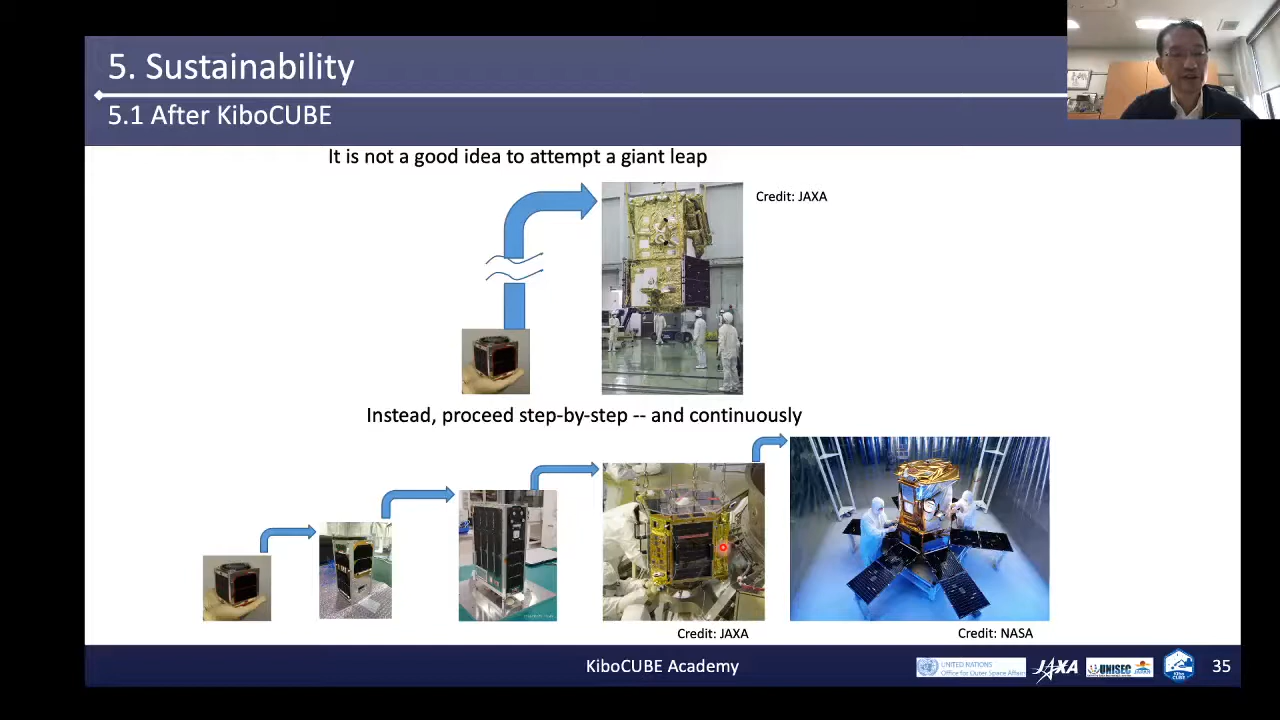 5. Sustainability
5.1 After KiboCUBE
It is not a good idea to attempt a giant leap
Credit: JAXA
Instead, proceed step-by-step -- and continuously
Credit: JAXA
Credit: NASA
KiboCUBE Academy
UNITED NATIONS
Office for Outer Space Affairs
JAXA
UNISEC
Kibo
CUBE
35